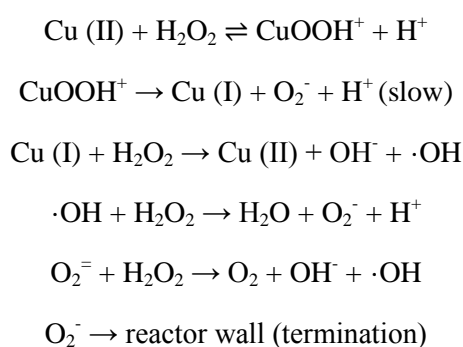 Cu (II) + H₂O₂ ⇌ CuOOH⁺ + H⁺
CuOOH⁺ → Cu (I) + O₂⁻ + H⁺ (slow)
Cu (I) + H₂O₂ → Cu (II) + OH⁻ + ·OH
·OH + H₂O₂ → H₂O + O₂⁻ + H⁺
O₂⁼ + H₂O₂ → O₂ + OH⁻ + ·OH
O₂⁻ → reactor wall (termination)